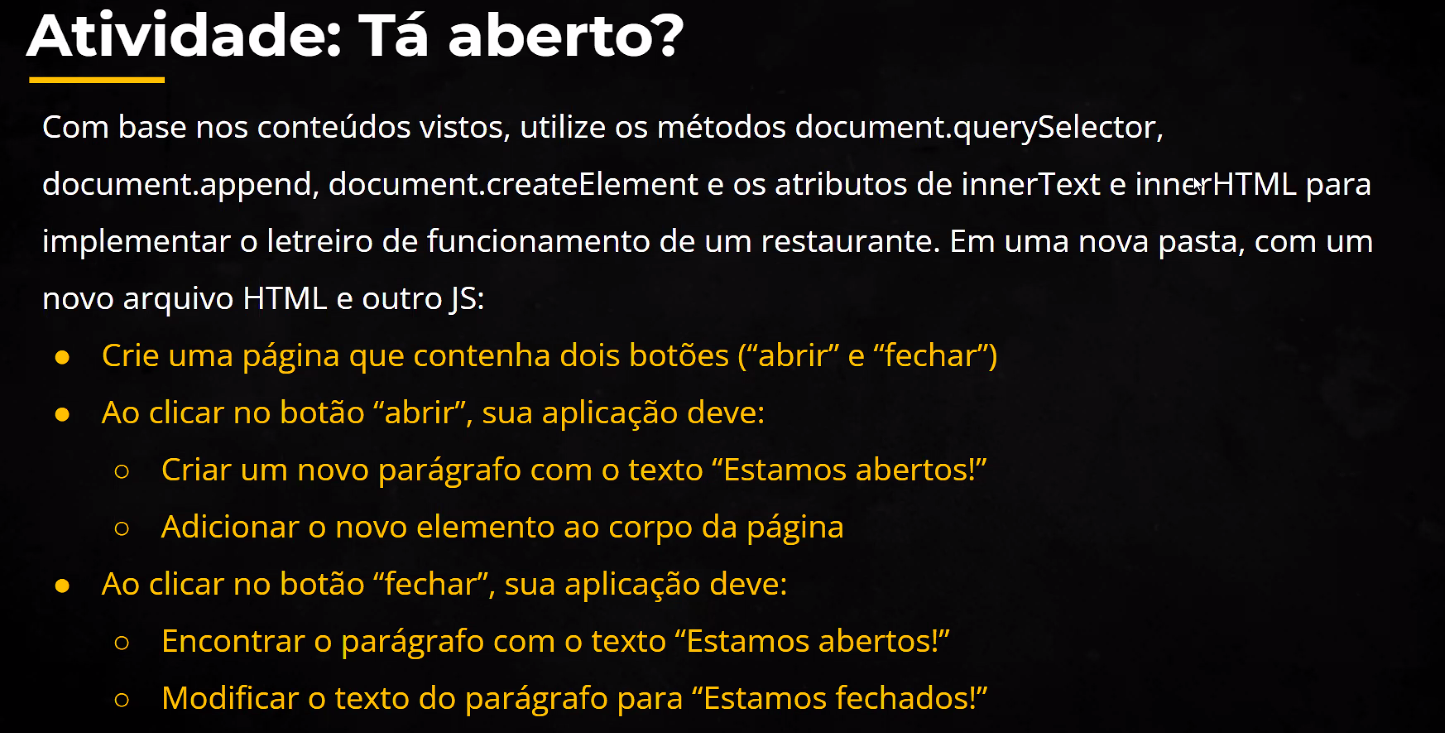 Atividade: Tá aberto?
Com base nos conteúdos vistos, utilize os métodos document.querySelector,
document.append, document.createElement e os atributos de innerText e innerHTML para
implementar o letreiro de funcionamento de um restaurante. Em uma nova pasta, com um
novo arquivo HTML e outro JS:
● Crie uma página que contenha dois botões (“abrir” e “fechar”)
● Ao clicar no botão “abrir”, sua aplicação deve:
○ Criar um novo parágrafo com o texto “Estamos abertos!”
○ Adicionar o novo elemento ao corpo da página
● Ao clicar no botão “fechar”, sua aplicação deve:
○ Encontrar o parágrafo com o texto “Estamos abertos!”
○ Modificar o texto do parágrafo para “Estamos fechados!”